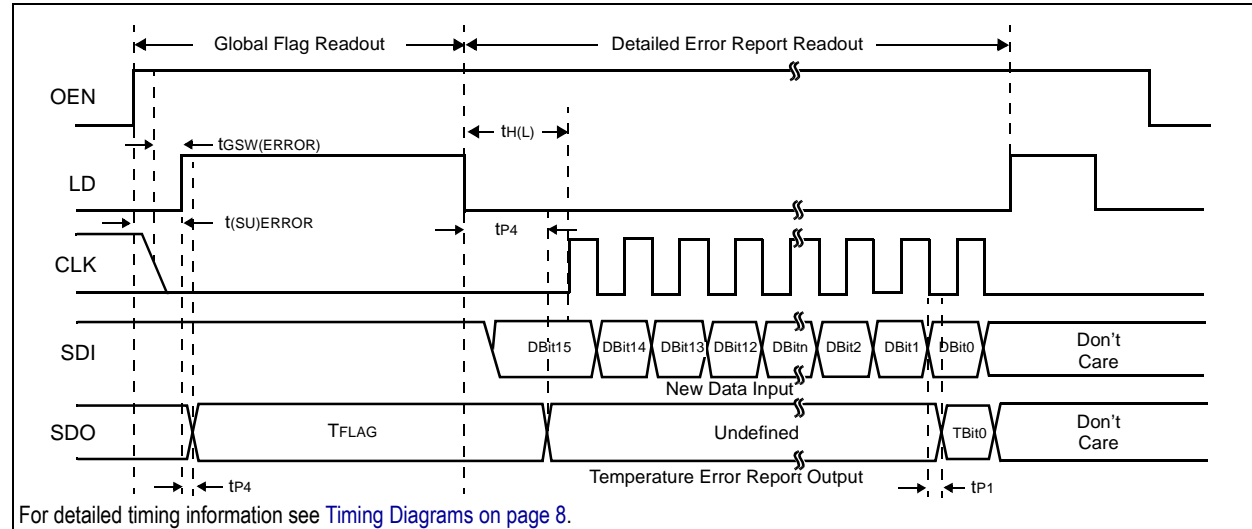 Global Flag Readout
Detailed Error Report Readout
OEN
tH(L)
tGSW(ERROR)
LD
t(SU)ERROR
tP4
CLK
SDI
DBit15
DBit14
DBit13
DBit12
DBitn
DBit2
DBit1
DBit0
Don't
Care
New Data Input
SDO
TFLAG
Undefined
TBit0
Don't
Care
Temperature Error Report Output
tP4
tP1
For detailed timing information see Timing Diagrams on page 8.